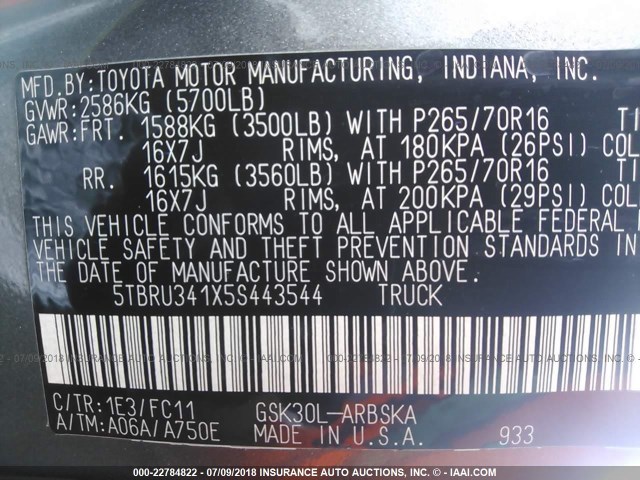 MFD.BY:TOYOTA MOTOR MANUFACTURING, INDIANA, INC.
GVWR:2586KG (5700LB)
GAWR:FRT. 1588KG (3500LB) WITH P265/70R16 TI
16X7J RIMS, AT 180KPA (26PSI) COL
RR. 1615KG (3560LB) WITH P265/70R16 TI
16X7J RIMS, AT 200KPA (29PSI) COL
THIS VEHICLE CONFORMS TO ALL APPLICABLE FEDERAL
VEHICLE SAFETY AND THEFT PREVENTION STANDARDS IN
THE DATE OF MANUFACTURE SHOWN ABOVE.
5TBRU341X5S443544 TRUCK
C/TR:1E3/FC11 GSK30L-ARBSKA
A/TM:A06A/A750E MADE IN U.S.A. 933
000-22784822 - 07/09/2018 INSURANCE AUTO AUCTIONS - © - IAAI.COM